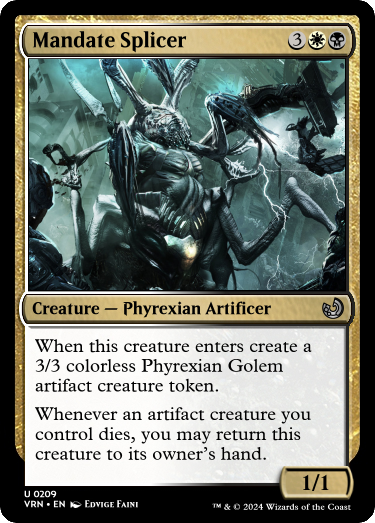 Mandate Splicer 3
Creature — Phyrexian Artificer
When this creature enters create a
3/3 colorless Phyrexian Golem
artifact creature token.
Whenever an artifact creature you
control dies, you may return this
creature to its owner's hand.
1/1
U 0209
VRN • EN Edvige Faini
™ & © 2024 Wizards of the Coast